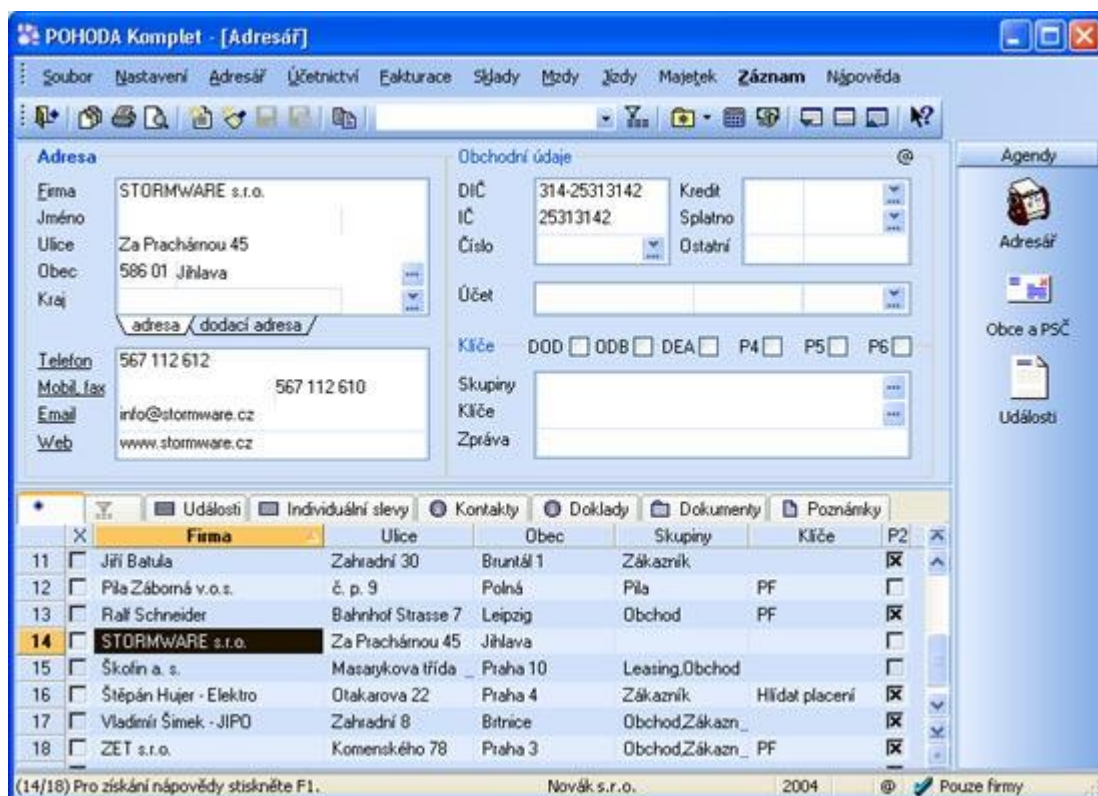 POHODA Komplet - [Adresář]
Soubor Nastavení Adresář Účetnictví Fakturace Sklady Mzdy Jízdy Majetek Záznam Nápověda
Adresa
Firma STORMWARE s.r.o.
Jméno
Ulice Za Prachárnou 45
Obec 586 01 Jihlava
Kraj
adresa dodací adresa
Telefon 567 112 612
Mobil, fax 567 112 610
Email info@stormware.cz
Web www.stormware.cz
Obchodní údaje @
DIČ 314-25313142 Kredit
IČ 25313142 Splatno
Číslo Ostatní
Účet
Klíče DOD ODB DEA P4 P5 P6
Skupiny
Klíče
Zpráva
Agendy
Adresář
Obce a PSČ
Události
Události Individuální slevy Kontakty Doklady Dokumenty Poznámky
X Firma Ulice Obec Skupiny Klíče P2
11 Jiří Batula Zahradní 30 Bruntál 1 Zákazník
12 Pila Záborná v.o.s. č. p. 9 Polná Pila PF
13 Ralf Schneider Bahnhof Strasse 7 Leipzig Obchod PF
14 STORMWARE s.r.o. Za Prachárnou 45 Jihlava
15 Škofin a. s. Masarykova třída _ Praha 10 Leasing,Obchod
16 Štěpán Hujer - Elektro Otakarova 22 Praha 4 Zákazník Hlídat placení
17 Vladimír Šimek - JIPO Zahradní 8 Brtnice Obchod,Zákazn_
18 ZET s.r.o. Komenského 78 Praha 3 Obchod,Zákazn_ PF
(14/18) Pro získání nápovědy stiskněte F1. Novák s.r.o. 2004 @ Pouze firmy